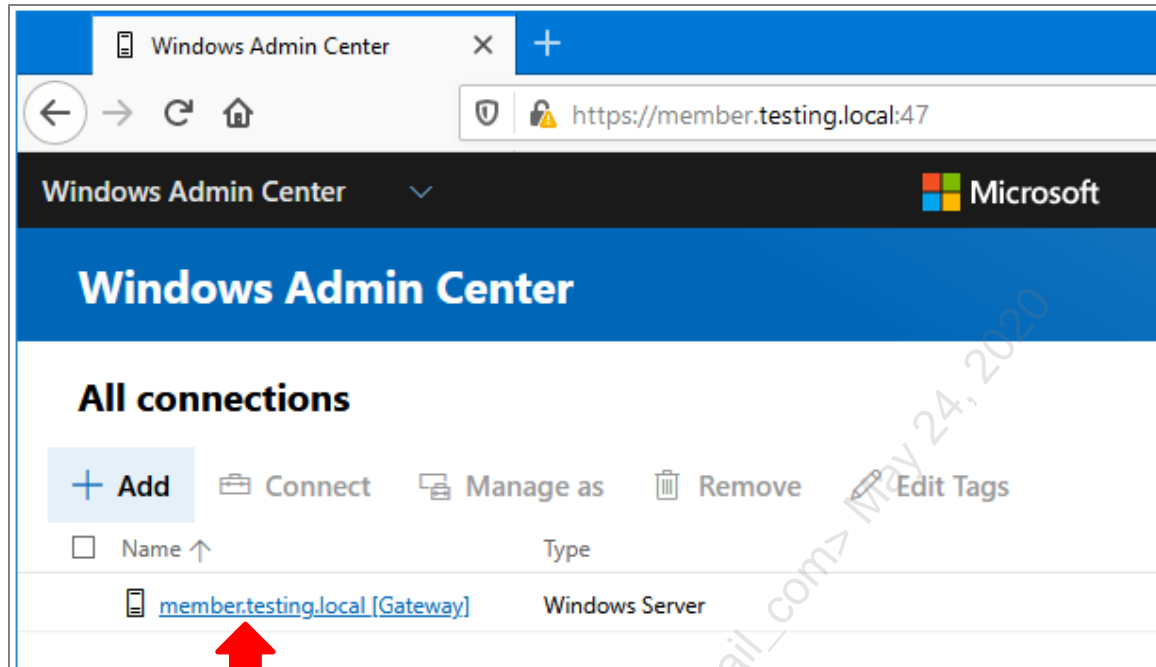 Windows Admin Center
https://member.testing.local:47
Windows Admin Center
Microsoft
Windows Admin Center
All connections
Add Connect Manage as Remove Edit Tags
Name Type
member.testing.local [Gateway] Windows Server
ail_com> May 24, 2020